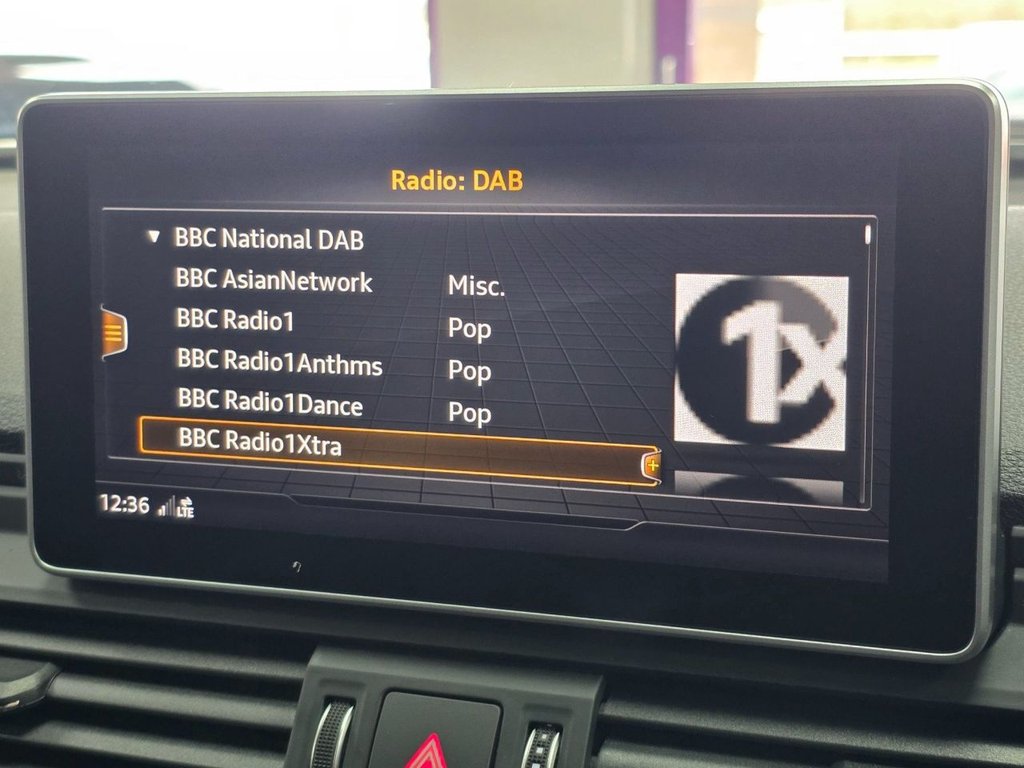 Radio: DAB
BBC National DAB
BBC AsianNetwork Misc.
BBC Radio1 Pop
BBC Radio1Anthms Pop
BBC Radio1Dance Pop
BBC Radio1Xtra
1x
12:36 LTE